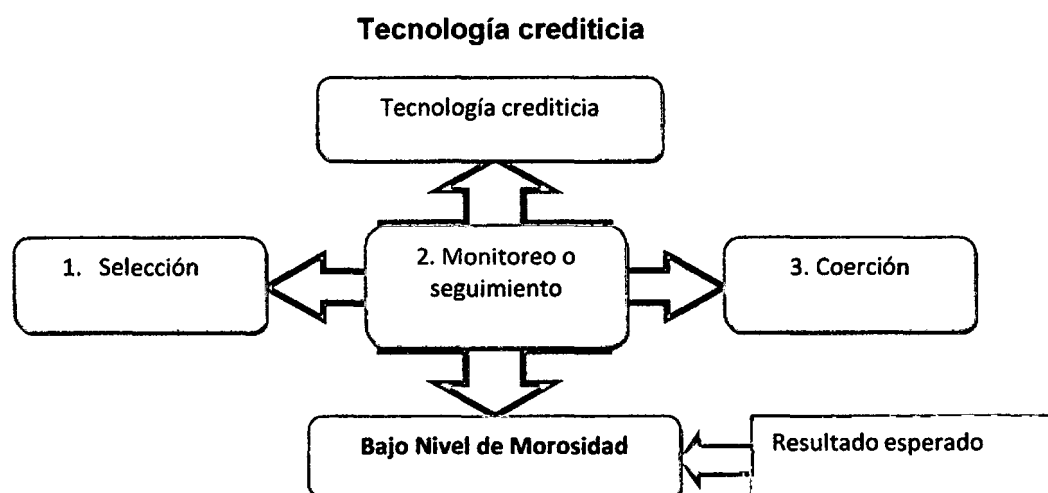 Tecnología crediticia
Tecnología crediticia
1. Selección
2. Monitoreo o
seguimiento
3. Coerción
Bajo Nivel de Morosidad
Resultado esperado